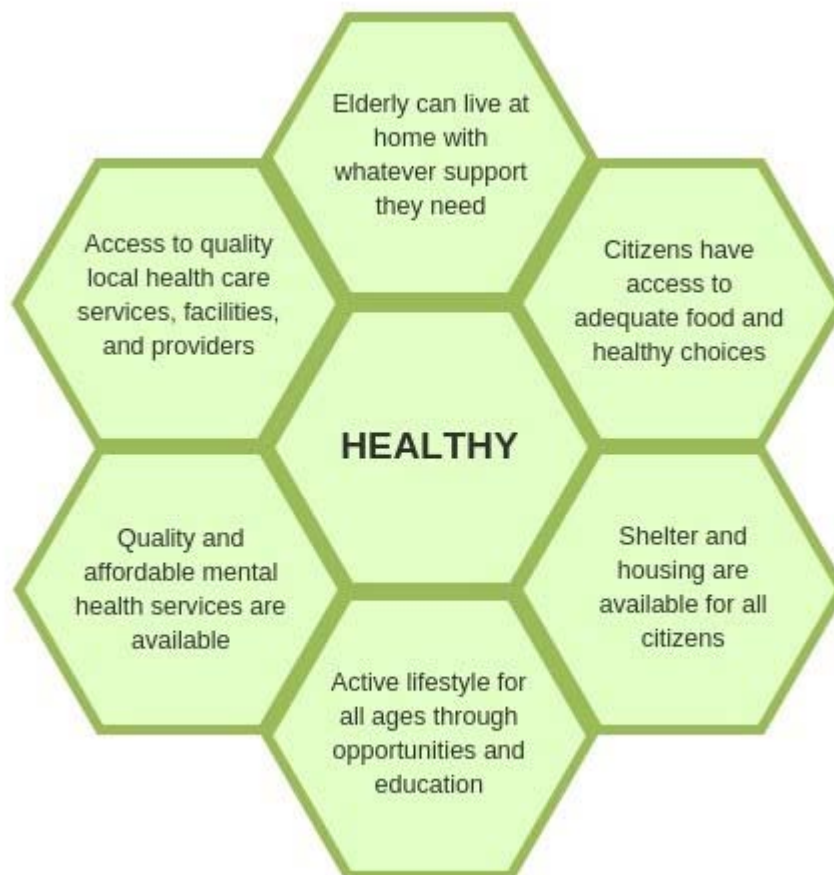 Elderly can live at
home with
whatever support
they need
Citizens have
access to
adequate food and
healthy choices
Shelter and
housing are
available for all
citizens
Active lifestyle for
all ages through
opportunities and
education
Quality and
affordable mental
health services are
available
Access to quality
local health care
services, facilities,
and providers
HEALTHY